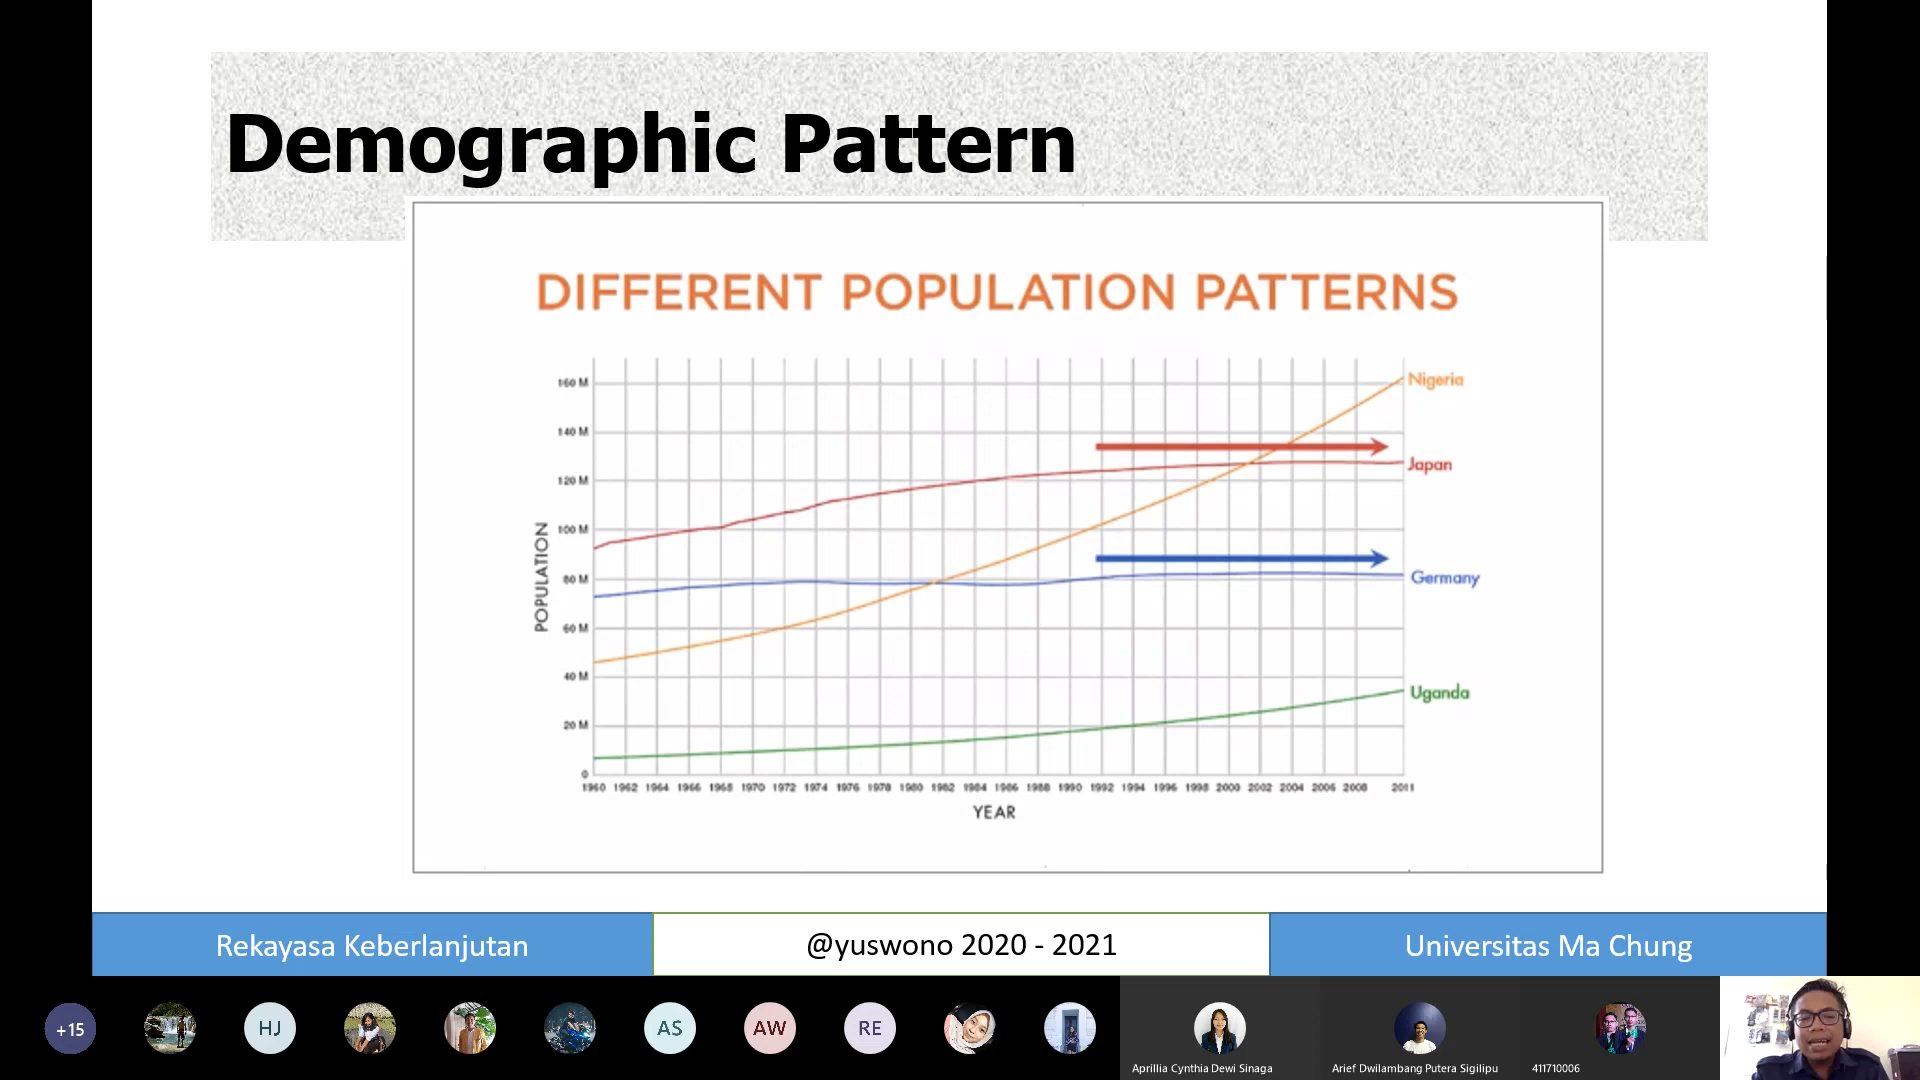 Demographic Pattern
DIFFERENT POPULATION PATTERNS
160 M
140 M
120 M
100 M
80 M
60 M
40 M
20 M
0
POPULATION
Nigeria
Japan
Germany
Uganda
1960 1962 1964 1966 1968 1970 1972 1974 1976 1978 1980 1982 1984 1986 1988 1990 1992 1994 1996 1998 2000 2002 2004 2006 2008 2011
YEAR
Rekayasa Keberlanjutan
@yuswono 2020 - 2021
Universitas Ma Chung
+15
HJ
AS
AW
RE
Aprillia Cynthia Dewi Sinaga
Arief Dwilambang Putera Sigilipu
411710006